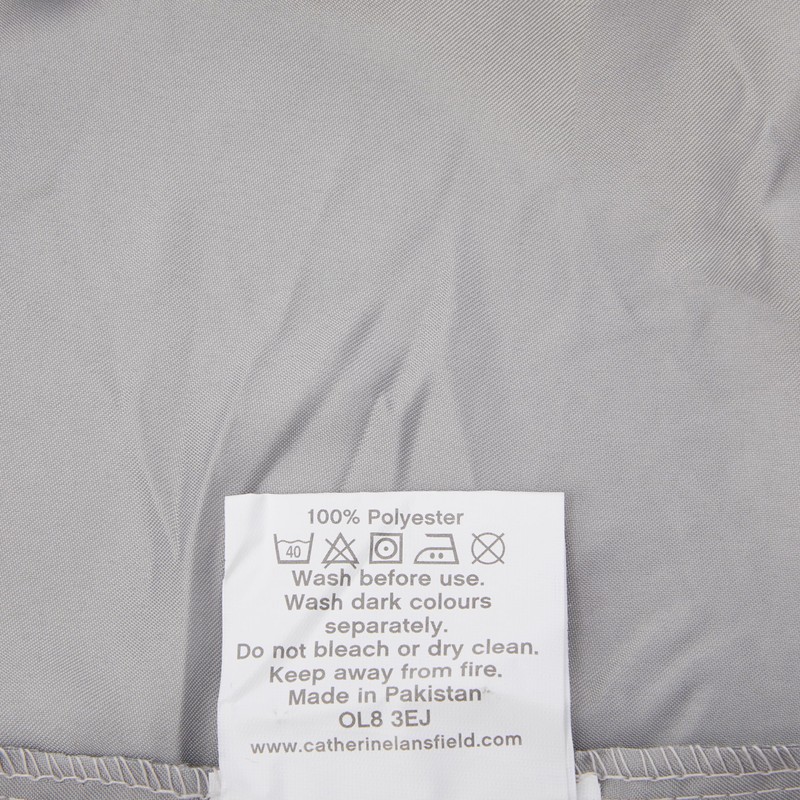 100% Polyester
40
Wash before use.
Wash dark colours
separately.
Do not bleach or dry clean.
Keep away from fire.
Made in Pakistan
OL8 3EJ
www.catherinelansfield.com